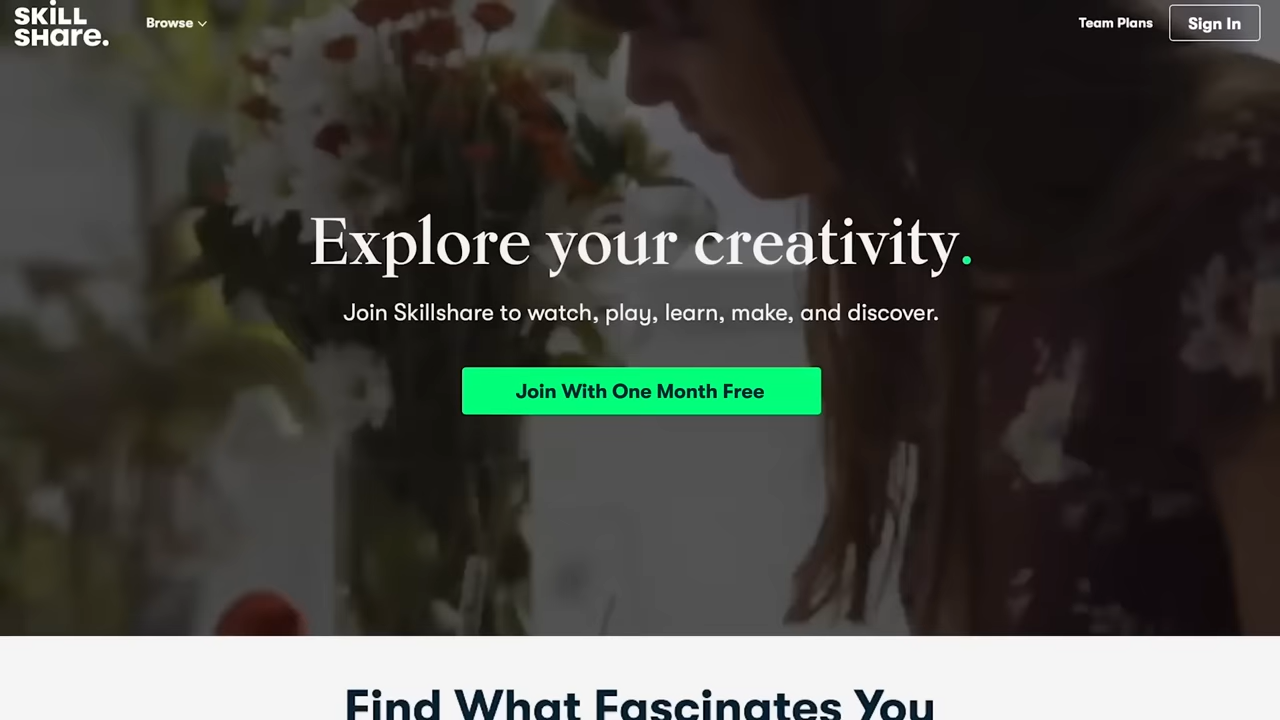 SKiLL
SHare.
Browse
Team Plans
Sign In
Explore your creativity.
Join Skillshare to watch, play, learn, make, and discover.
Join With One Month Free
Find What Fascinates You